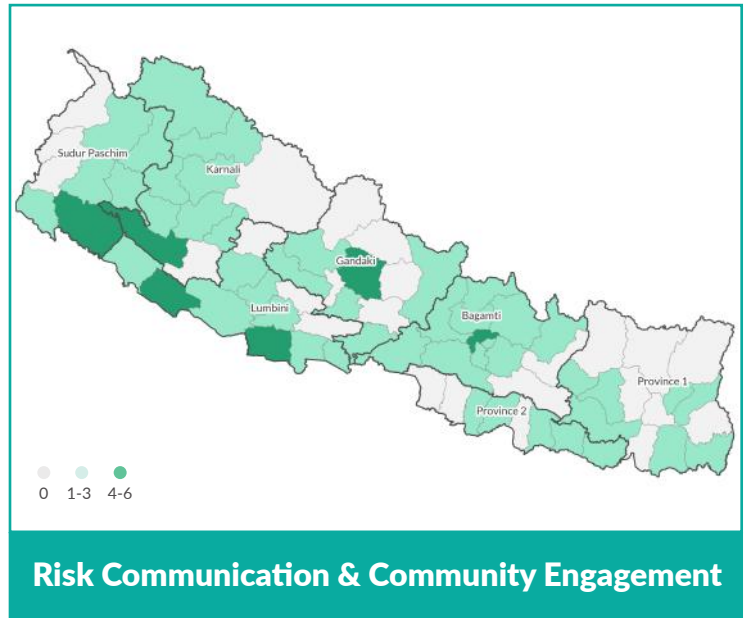 Sudur Paschim
Karnali
Gandaki
Lumbini
Bagamti
Province 1
Province 2
0 1-3 4-6
Risk Communication & Community Engagement